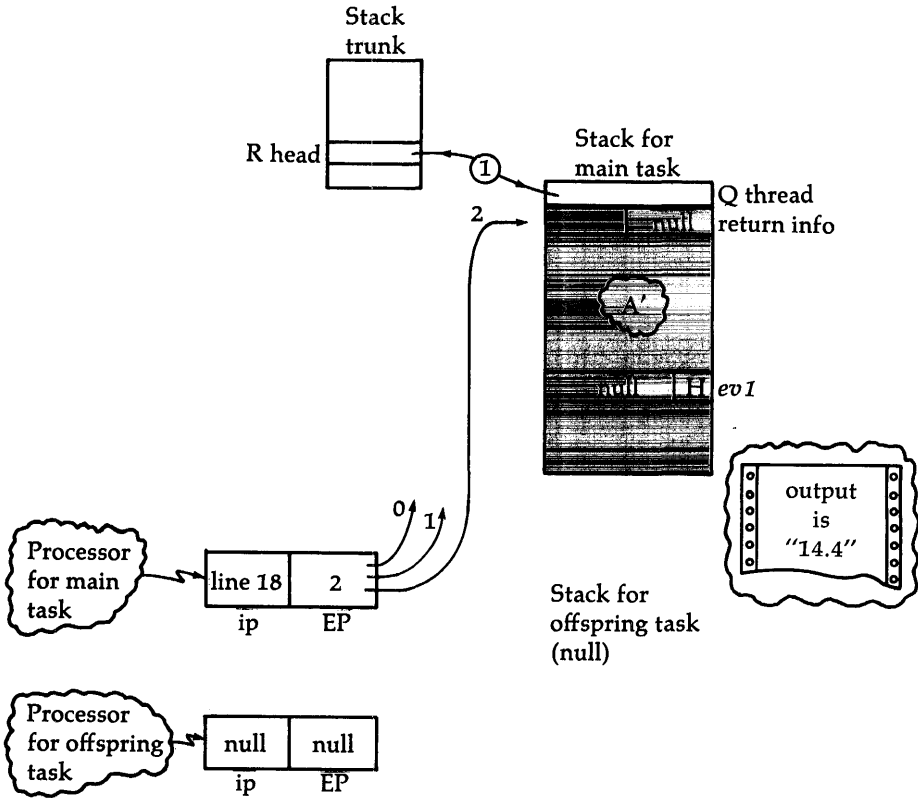 Stack
trunk
R head
1
Stack for
main task
Q thread
null
return info
2
A′
null
H
ev1
output
is
“14.4”
0
1
Processor
for main
task
line 18
2
ip
EP
Stack for
offspring task
(null)
Processor
for offspring
task
null
null
ip
EP